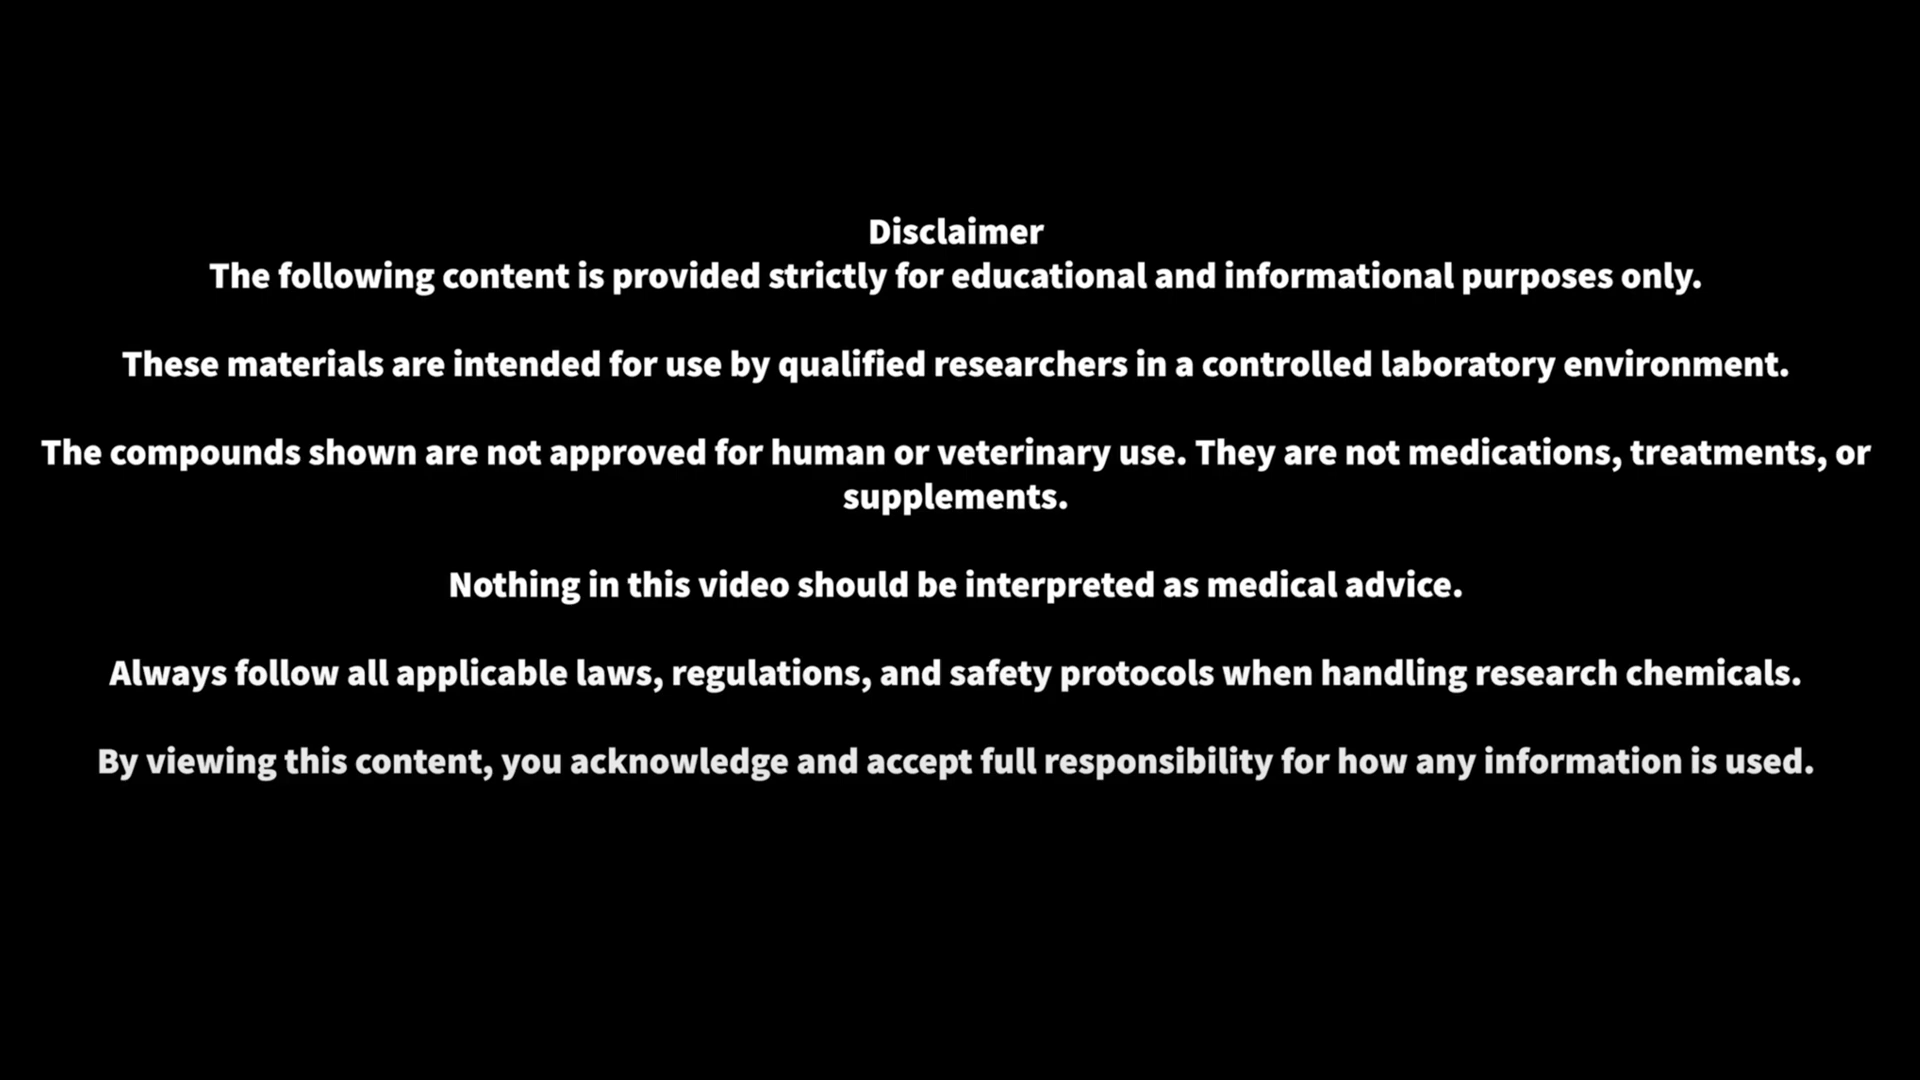 Disclaimer
The following content is provided strictly for educational and informational purposes only.
These materials are intended for use by qualified researchers in a controlled laboratory environment.
The compounds shown are not approved for human or veterinary use. They are not medications, treatments, or
supplements.
Nothing in this video should be interpreted as medical advice.
Always follow all applicable laws, regulations, and safety protocols when handling research chemicals.
By viewing this content, you acknowledge and accept full responsibility for how any information is used.